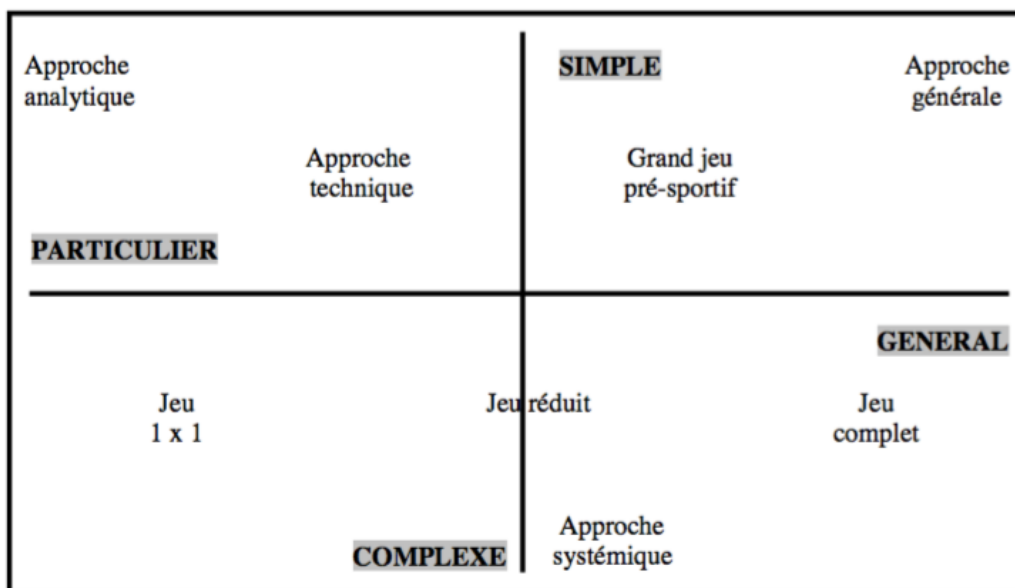 Approche
analytique
SIMPLE
Approche
générale
Approche
technique
Grand jeu
pré-sportif
PARTICULIER
GENERAL
Jeu
1 x 1
Jeu réduit
Jeu
complet
COMPLEXE
Approche
systémique